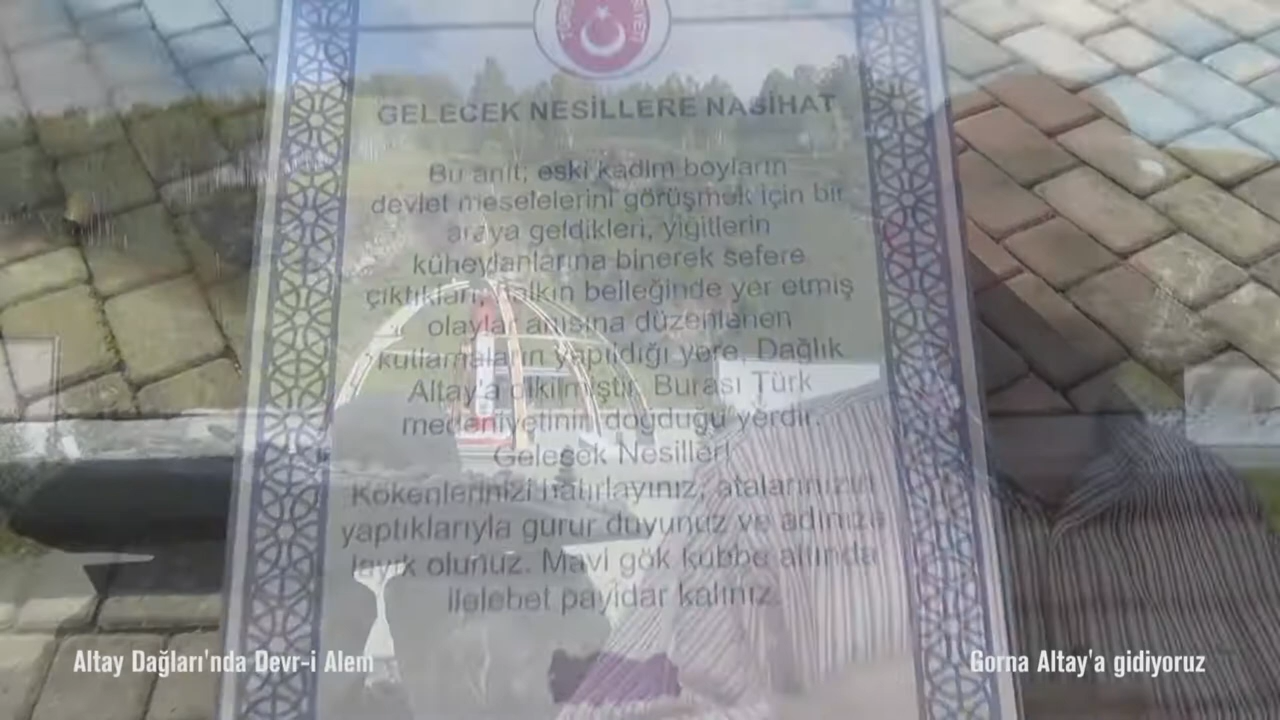 GELECEK NESİLLERE NASİHAT
Bu anıt; eski kadim boyların
devlet meselelerini görüşmek için bir
araya geldikleri, yiğitlerin
küheylanlarına binerek sefere
çıktıkları, halkın belleğinde yer etmiş
olaylar anısına düzenlenen
kutlamaların yapıldığı yere, Dağlık
Altay'a dikilmiştir. Burası Türk
medeniyetinin doğduğu yerdir.
Gelecek Nesiller!
Kökenlerinizi hatırlayınız, atalarınızın
yaptıklarıyla gurur duyunuz ve adınıza
layık olunuz. Mavi gök kubbe altında
ilelebet payidar kalınız.
Altay Dağları'nda Devr-i Alem
Gorna Altay'a gidiyoruz